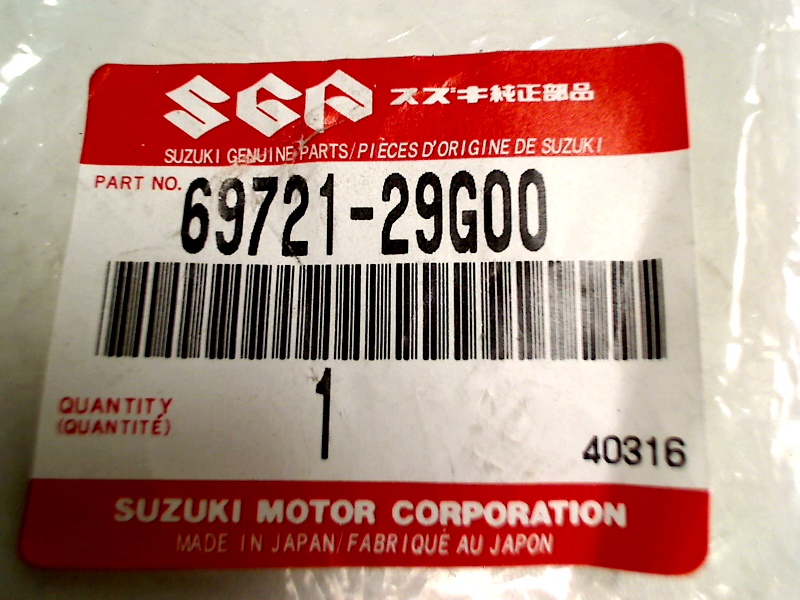 SGP スズキ純正部品
SUZUKI GENUINE PARTS/PIÈCES D'ORIGINE DE SUZUKI
PART NO. 69721-29G00
QUANTITY
(QUANTITÉ)
1
40316
SUZUKI MOTOR CORPORATION
MADE IN JAPAN/FABRIQUÉ AU JAPON